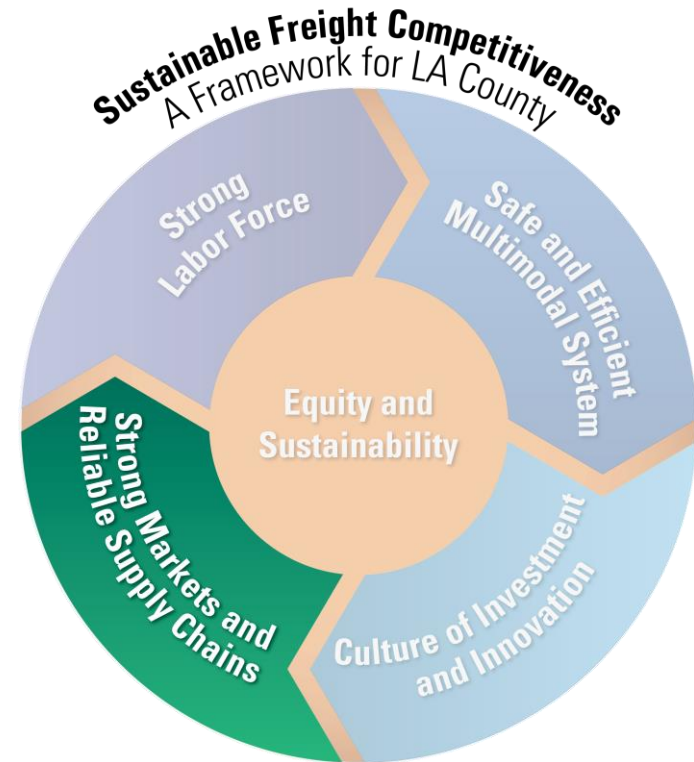 Sustainable Freight Competitiveness
A Framework for LA County
Strong
Labor Force
Safe and Efficient
Multimodal System
Equity and
Sustainability
Strong Markets and
Reliable Supply Chains
Culture of Investment
and Innovation